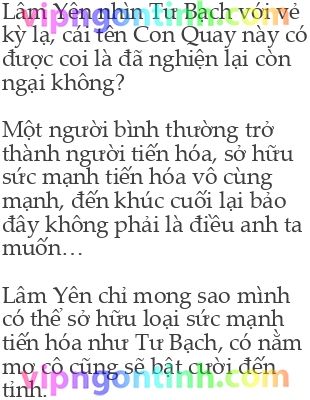 Lâm Yên nhìn Tư Bạch với vẻ
kỳ lạ, cái tên Con Quay này có
được coi là đã nghiện lại còn
ngại không?
Một người bình thường trở
thành người tiến hóa, sở hữu
sức mạnh tiến hóa vô cùng
mạnh, đến khúc cuối lại bảo
đây không phải là điều anh ta
muốn...
Lâm Yên chỉ mong sao mình
có thể sở hữu loại sức mạnh
tiến hóa như Tư Bạch, có nằm
mơ cô cũng sẽ bật cười đến
tỉnh.
vipngontinh.com
vipngontinh.com